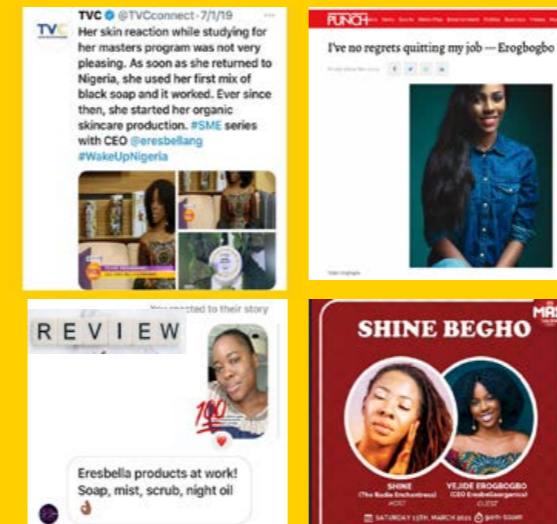 TVC @TVCconnect · 7/1/19
TVC
Her skin reaction while studying for
her masters program was not very
pleasing. As soon as she returned to
Nigeria, she used her first mix of
black soap and it worked. Ever since
then, she started her organic
skincare production. #SME series
with CEO @eresbellang
#WakeUpNigeria
PUNCH
I've no regrets quitting my job — Erogbogbo
to their story
REVIEW
100
Eresbella products at work!
Soap, mist, scrub, night oil
SHINE BEGHO
SHINE
(The Radio Enchantress)
HOST
YEJIDE EROGBOGBO
(CEO Eresbellaorganics)
GUEST
SATURDAY 13TH, MARCH 2021